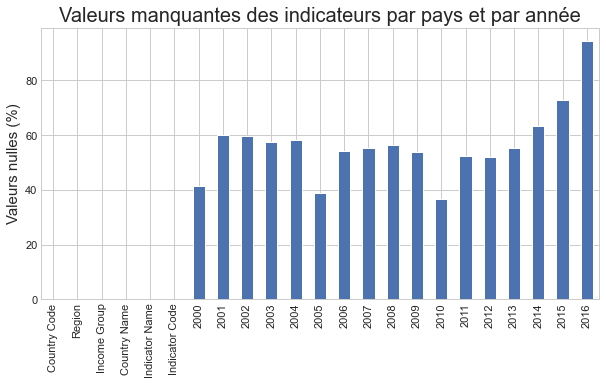 Valeurs manquantes des indicateurs par pays et par année
Valeurs nulles (%)
80
60
40
20
0
Country Code
Region
Income Group
Country Name
Indicator Name
Indicator Code
2000
2001
2002
2003
2004
2005
2006
2007
2008
2009
2010
2011
2012
2013
2014
2015
2016